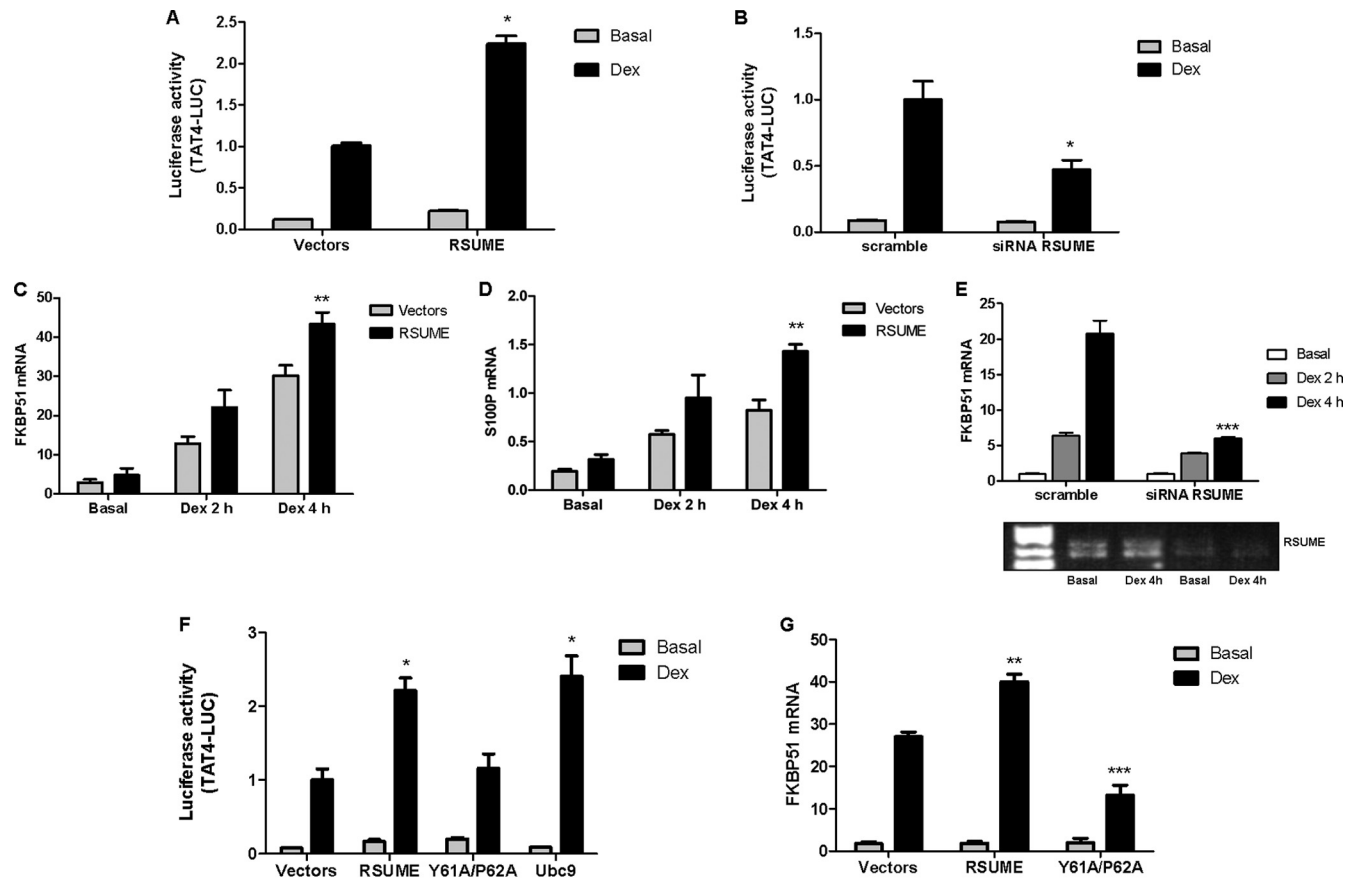 A
Luciferase activity
(TAT4-LUC)
2.5
2.0
1.5
1.0
0.5
0.0
*
Vectors
RSUME
Basal
Dex
B
Luciferase activity
(TAT4-LUC)
1.5
1.0
0.5
0.0
*
scramble
siRNA RSUME
Basal
Dex
C
FKBP51 mRNA
50
40
30
20
10
0
**
Basal
Dex 2 h
Dex 4 h
Vectors
RSUME
D
S100P mRNA
2.0
1.5
1.0
0.5
0.0
**
Basal
Dex 2 h
Dex 4 h
Vectors
RSUME
E
FKBP51 mRNA
25
20
15
10
5
0
***
scramble
siRNA RSUME
Basal
Dex 2 h
Dex 4 h
RSUME
Basal
Dex 4h
Basal
Dex 4h
F
Luciferase activity
(TAT4-LUC)
3
2
1
0
*
*
Vectors
RSUME
Y61A/P62A
Ubc9
Basal
Dex
G
FKBP51 mRNA
50
40
30
20
10
0
**
***
Vectors
RSUME
Y61A/P62A
Basal
Dex